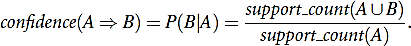 confidence(A ⇒ B) = P(B|A) = support_count(A ∪ B) / support_count(A).